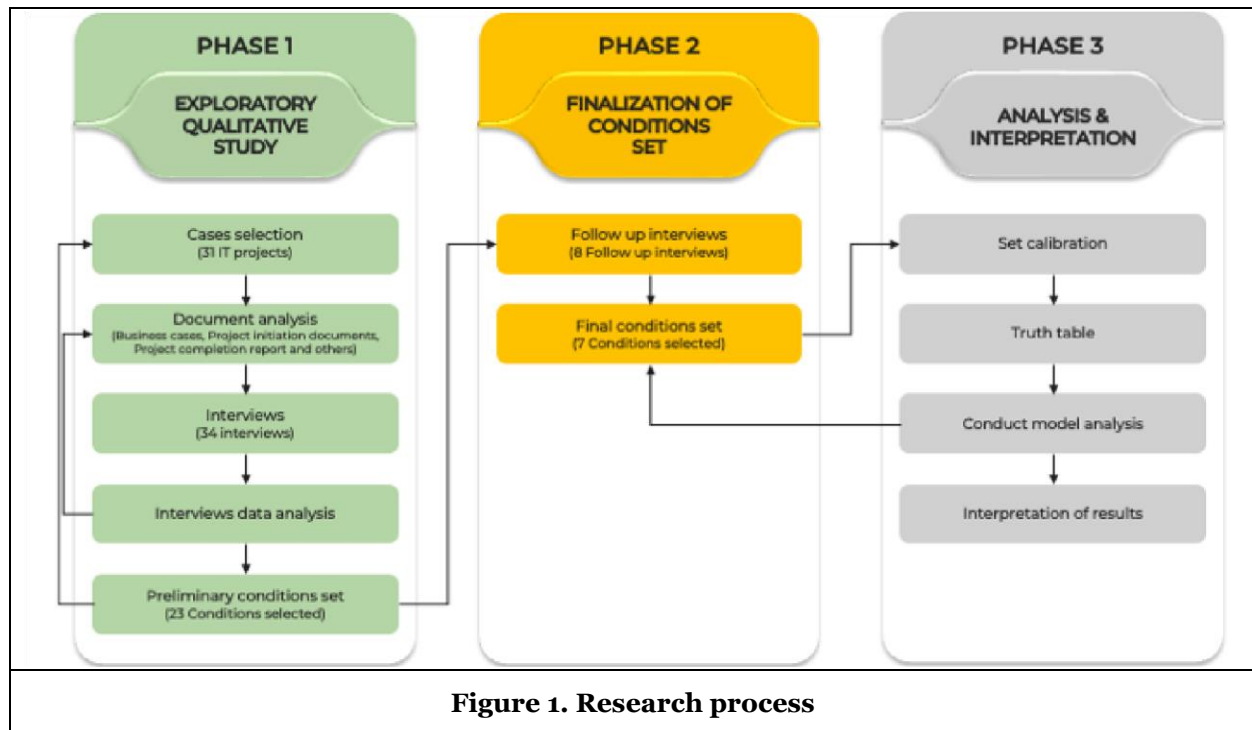 PHASE 1
EXPLORATORY
QUALITATIVE
STUDY
Cases selection
(31 IT projects)
Document analysis
(Business cases, Project initiation documents,
Project completion report and others)
Interviews
(34 interviews)
Interviews data analysis
Preliminary conditions set
(23 Conditions selected)
PHASE 2
FINALIZATION OF
CONDITIONS
SET
Follow up interviews
(8 Follow up interviews)
Final conditions set
(7 Conditions selected)
PHASE 3
ANALYSIS &
INTERPRETATION
Set calibration
Truth table
Conduct model analysis
Interpretation of results
Figure 1. Research process